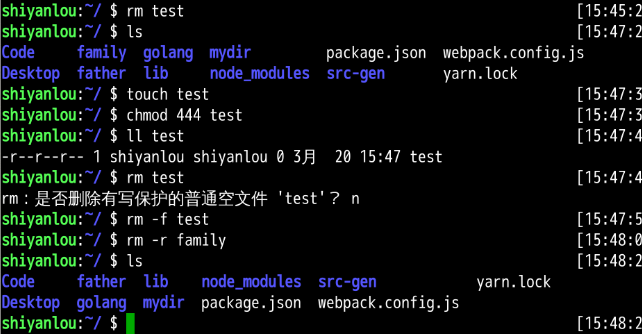 shiyanlou:~/ $ rm test [15:45:2
shiyanlou:~/ $ ls [15:47:2
Code family golang mydir package.json webpack.config.js
Desktop father lib node_modules src-gen yarn.lock
shiyanlou:~/ $ touch test [15:47:3
shiyanlou:~/ $ chmod 444 test [15:47:3
shiyanlou:~/ $ ll test [15:47:4
-r--r--r-- 1 shiyanlou shiyanlou 0 3月 20 15:47 test
shiyanlou:~/ $ rm test [15:47:4
rm：是否删除有写保护的普通空文件 'test'？ n
shiyanlou:~/ $ rm -f test [15:47:5
shiyanlou:~/ $ rm -r family [15:48:0
shiyanlou:~/ $ ls [15:48:2
Code father lib node_modules src-gen yarn.lock
Desktop golang mydir package.json webpack.config.js
shiyanlou:~/ $ [15:48:2